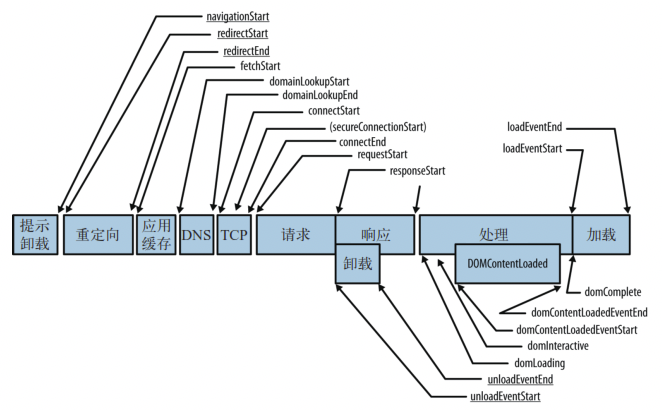 navigationStart
redirectStart
redirectEnd
fetchStart
domainLookupStart
domainLookupEnd
connectStart
(secureConnectionStart)
connectEnd
requestStart
responseStart
loadEventEnd
loadEventStart
提示
卸载
重定向
应用
缓存
DNS
TCP
请求
响应
处理
加载
卸载
DOMContentLoaded
domComplete
domContentLoadedEventEnd
domContentLoadedEventStart
domInteractive
domLoading
unloadEventEnd
unloadEventStart